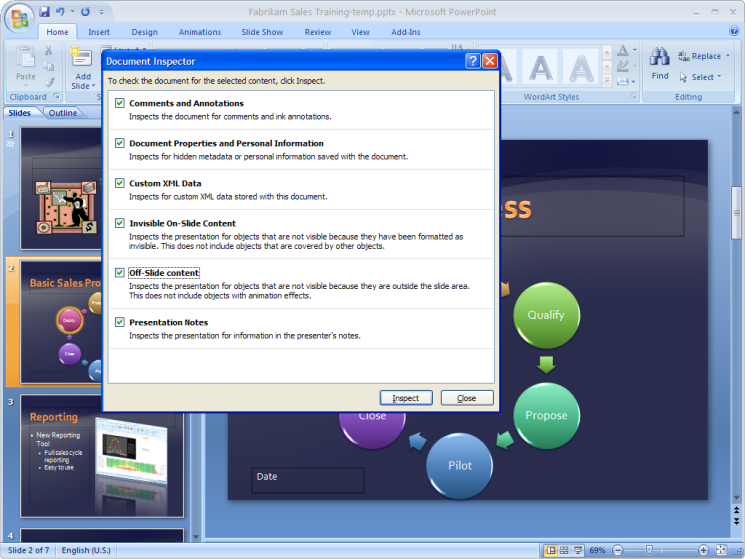 Fabrikam Sales Training-temp.pptx - Microsoft PowerPoint
Home Insert Design Animations Slide Show Review View Add-Ins
Paste
Add
Slide
Find
Replace
Select
Clipboard
WordArt Styles
Editing
Slides Outline
Document Inspector
To check the document for the selected content, click Inspect.
Comments and Annotations
Inspects the document for comments and ink annotations.
Document Properties and Personal Information
Inspects for hidden metadata or personal information saved with the document.
Custom XML Data
Inspects for custom XML data stored with this document.
Invisible On-Slide Content
Inspects the presentation for objects that are not visible because they have been formatted as
invisible. This does not include objects that are covered by other objects.
Off-Slide content
Inspects the presentation for objects that are not visible because they are outside the slide area.
This does not include objects with animation effects.
Presentation Notes
Inspects the presentation for information in the presenter's notes.
Inspect Close
1
2
Basic Sales Pro
Close
3
Reporting
• New Reporting
Tool
• Full sales cycle
reporting
• Easy to use
4
ess
Qualify
Propose
Pilot
Close
Date
Slide 2 of 7 English (U.S.)
69%